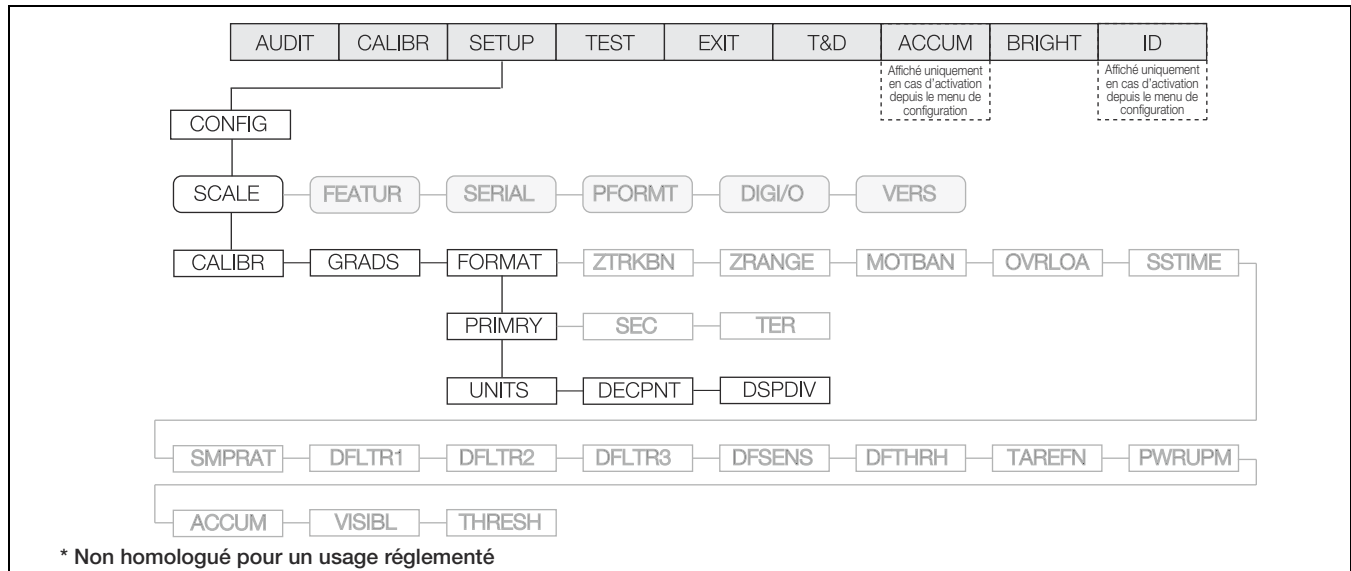 AUDIT CALIBR SETUP TEST EXIT T&D ACCUM BRIGHT ID
Affiché uniquement
en cas d'activation
depuis le menu de
configuration
Affiché uniquement
en cas d'activation
depuis le menu de
configuration
CONFIG
SCALE FEATUR SERIAL PFORMT DIGI/O VERS
CALIBR GRADS FORMAT ZTRKBN ZRANGE MOTBAN OVRLOA SSTIME
PRIMRY SEC TER
UNITS DECPNT DSPDIV
SMPRAT DFLTR1 DFLTR2 DFLTR3 DFSENS DFTHRH TAREFN PWRUPM
ACCUM VISIBL THRESH
* Non homologué pour un usage réglementé